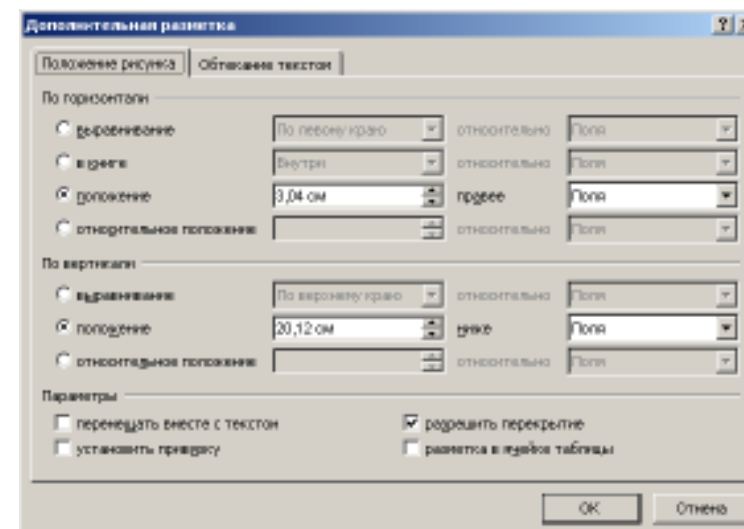 Дополнительная разметка
Положение рисунка Обтекание текстом
По горизонтали
выравнивание По левому краю относительно Поля
в книге Внутри относительно Поля
положение 3,04 см правее Поля
относительное положение относительно Поля
По вертикали
выравнивание По верхнему краю относительно Поля
положение 20,12 см ниже Поля
относительное положение относительно Поля
Параметры
перемещать вместе с текстом разрешить перекрытие
установить привязку разметка в ячейке таблицы
OK Отмена